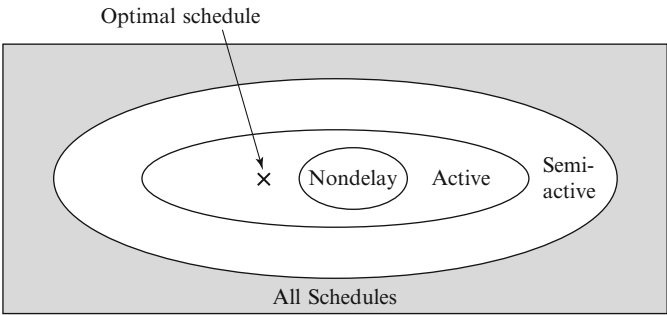 Optimal schedule
Nondelay
Active
Semi-
active
All Schedules